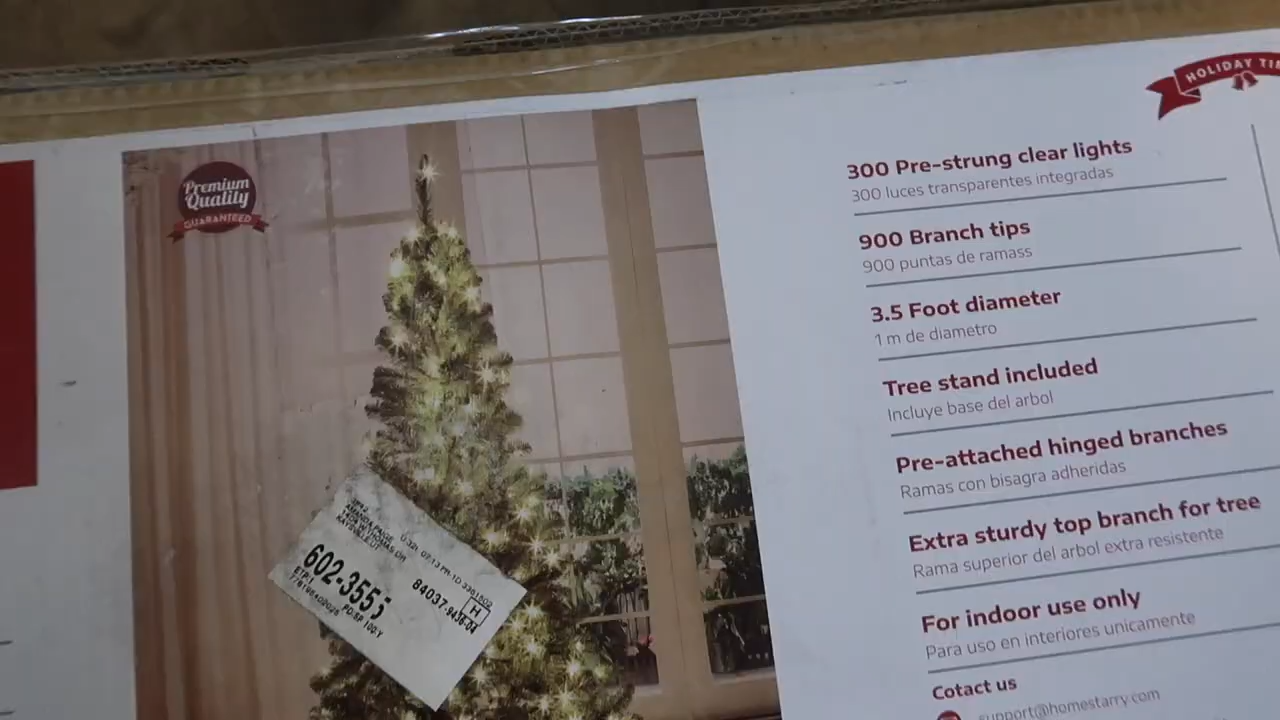 HOLIDAY
Premium
Quality
GUARANTEED
300 Pre-strung clear lights
300 luces transparentes integradas
900 Branch tips
900 puntas de ramass
3.5 Foot diameter
1 m de diametro
Tree stand included
Incluye base del arbol
Pre-attached hinged branches
Ramas con bisagra adheridas
Extra sturdy top branch for tree
Rama superior del arbol extra resistente
For indoor use only
Para uso en interiores unicamente
Cotact us
support@homestarry.com
602-3555
84037-9436-04
H